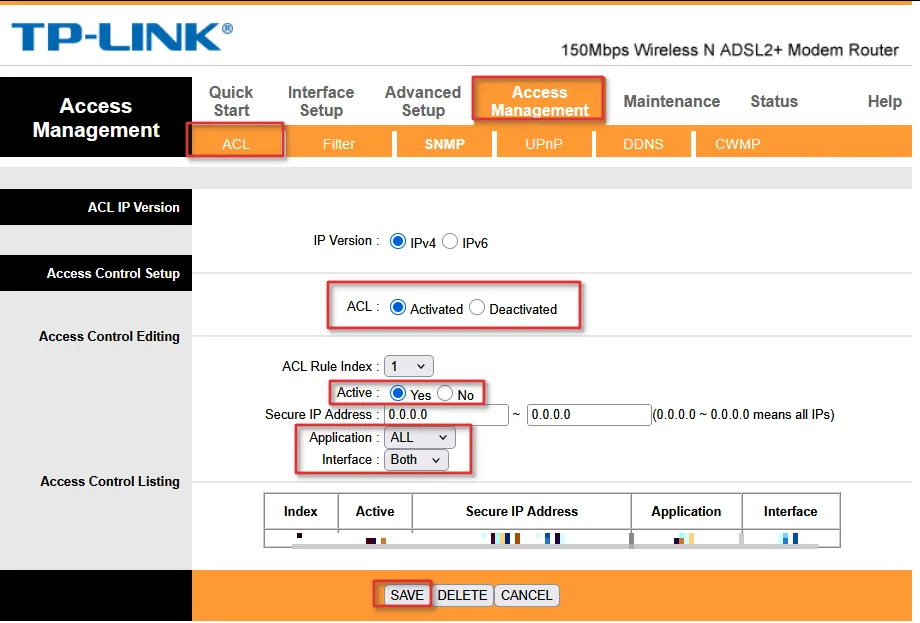 TP-LINK®
150Mbps Wireless N ADSL2+ Modem Router
Access
Management
Quick
Start
Interface
Setup
Advanced
Setup
Access
Management
Maintenance
Status
Help
ACL
Filter
SNMP
UPnP
DDNS
CWMP
ACL IP Version
IP Version : IPv4 IPv6
Access Control Setup
ACL : Activated Deactivated
Access Control Editing
ACL Rule Index : 1
Active : Yes No
Secure IP Address : 0.0.0.0 ~ 0.0.0.0 (0.0.0.0 ~ 0.0.0.0 means all IPs)
Application : ALL
Interface : Both
Access Control Listing
Index Active Secure IP Address Application Interface
SAVE DELETE CANCEL